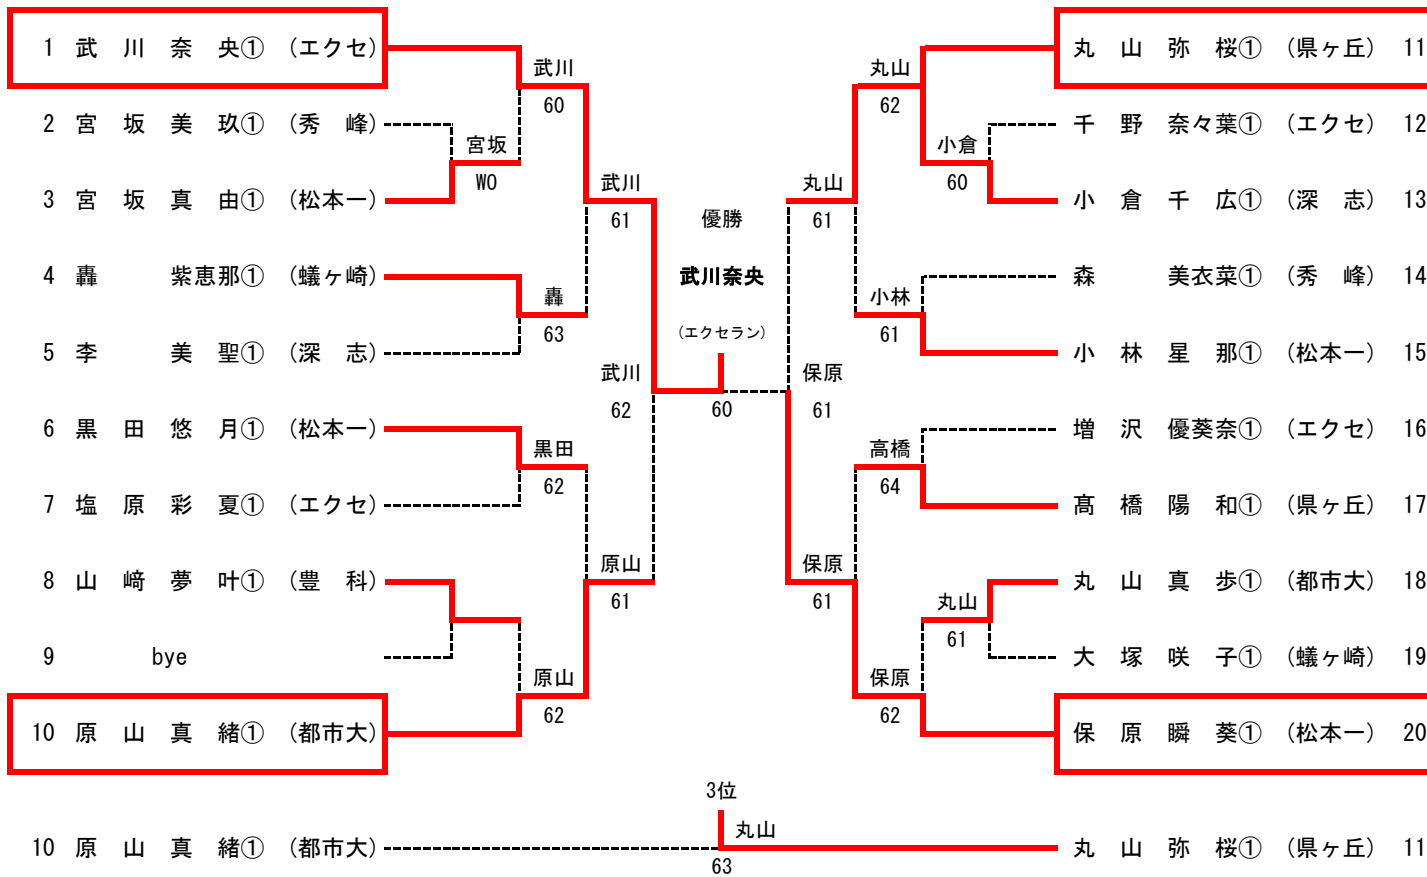 1 武 川 奈 央① (エクセ)
2 宮 坂 美 玖① (秀 峰)
3 宮 坂 真 由① (松本一)
4 轟 紫恵那① (蟻ヶ崎)
5 李 美 聖① (深 志)
6 黒 田 悠 月① (松本一)
7 塩 原 彩 夏① (エクセ)
8 山 﨑 夢 叶① (豊 科)
9 bye
10 原 山 真 緒① (都市大)
武川
60
宮坂
WO
轟
63
黒田
62
原山
62
武川
61
原山
61
武川
62
優勝
武川奈央
(エクセラン)
60
丸山
61
保原
61
保原
61
丸山
62
小倉
60
小林
61
高橋
64
丸山
61
保原
62
丸 山 弥 桜① (県ヶ丘) 11
千 野 奈々葉① (エクセ) 12
小 倉 千 広① (深 志) 13
森 美衣菜① (秀 峰) 14
小 林 星 那① (松本一) 15
増 沢 優葵奈① (エクセ) 16
髙 橋 陽 和① (県ヶ丘) 17
丸 山 真 歩① (都市大) 18
大 塚 咲 子① (蟻ヶ崎) 19
保 原 瞬 葵① (松本一) 20
3位
10 原 山 真 緒① (都市大)
丸山
63
丸 山 弥 桜① (県ヶ丘) 11